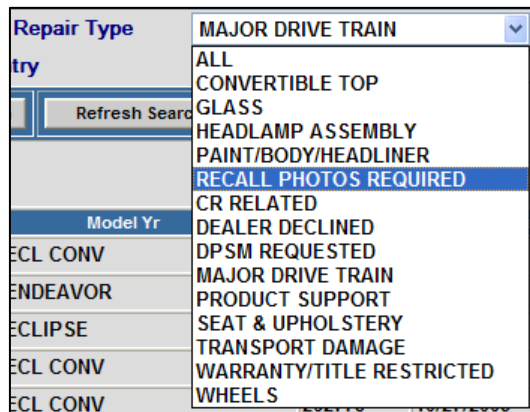 Repair Type MAJOR DRIVE TRAIN
try
ALL
CONVERTIBLE TOP
Refresh Searc
GLASS
HEADLAMP ASSEMBLY
PAINT/BODY/HEADLINER
RECALL PHOTOS REQUIRED
CR RELATED
Model Yr
DEALER DECLINED
ECL CONV
DPSM REQUESTED
MAJOR DRIVE TRAIN
ENDEAVOR
PRODUCT SUPPORT
ECLIPSE
SEAT & UPHOLSTERY
TRANSPORT DAMAGE
ECL CONV
WARRANTY/TITLE RESTRICTED
WHEELS
ECL CONV